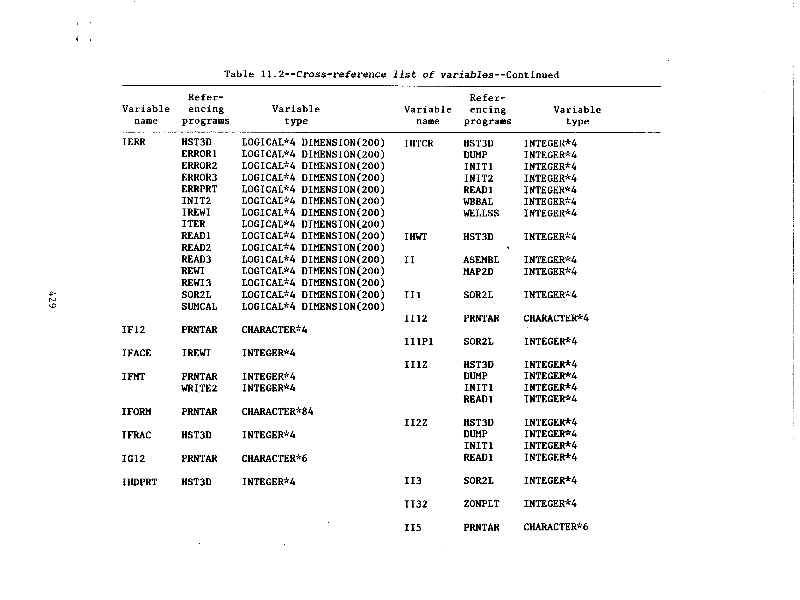 Table 11.2--Cross-reference list of variables--Continued
Variable name Refer-encing programs Variable type
IERR HST3D LOGICAL*4 DIMENSION(200)
ERROR1 LOGICAL*4 DIMENSION(200)
ERROR2 LOGICAL*4 DIMENSION(200)
ERROR3 LOGICAL*4 DIMENSION(200)
ERRPRT LOGICAL*4 DIMENSION(200)
INIT2 LOGICAL*4 DIMENSION(200)
IREWI LOGICAL*4 DIMENSION(200)
ITER LOGICAL*4 DIMENSION(200)
READ1 LOGICAL*4 DIMENSION(200)
READ2 LOGICAL*4 DIMENSION(200)
READ3 LOGICAL*4 DIMENSION(200)
REWI LOGICAL*4 DIMENSION(200)
REWI3 LOGICAL*4 DIMENSION(200)
SOR2L LOGICAL*4 DIMENSION(200)
SUMCAL LOGICAL*4 DIMENSION(200)
IF12 PRNTAR CHARACTER*4
IFACE IREWI INTEGER*4
IFMT PRNTAR INTEGER*4
WRITE2 INTEGER*4
IFORM PRNTAR CHARACTER*84
IFRAC HST3D INTEGER*4
IG12 PRNTAR CHARACTER*6
IHDPRT HST3D INTEGER*4
Variable name Refer-encing programs Variable type
IHTCR HST3D INTEGER*4
DUMP INTEGER*4
INIT1 INTEGER*4
INIT2 INTEGER*4
READ1 INTEGER*4
WBBAL INTEGER*4
WELLSS INTEGER*4
IHWT HST3D INTEGER*4
II ASEMBL INTEGER*4
MAP2D INTEGER*4
II1 SOR2L INTEGER*4
II12 PRNTAR CHARACTER*4
II1P1 SOR2L INTEGER*4
II1Z HST3D INTEGER*4
DUMP INTEGER*4
INIT1 INTEGER*4
READ1 INTEGER*4
II2Z HST3D INTEGER*4
DUMP INTEGER*4
INIT1 INTEGER*4
READ1 INTEGER*4
II3 SOR2L INTEGER*4
II32 ZONPLT INTEGER*4
II5 PRNTAR CHARACTER*6
429